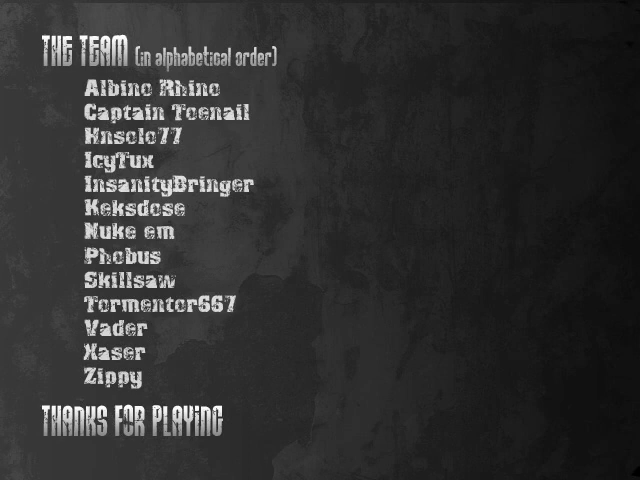 THE TEAM (in alphabetical order)
Albino Rhino
Captain Toenail
Hnsolo77
IcyTux
InsanityBringer
Keksdose
Nuke em
Phobus
Skillsaw
Tormentor667
Vader
Xaser
Zippy
THANKS FOR PLAYING